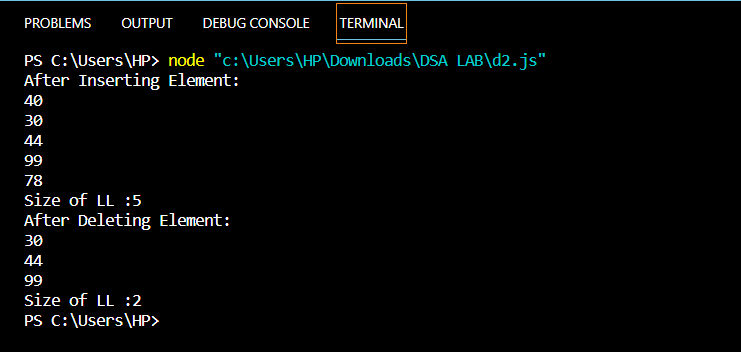 PROBLEMS OUTPUT DEBUG CONSOLE TERMINAL
PS C:\Users\HP> node "c:\Users\HP\Downloads\DSA LAB\d2.js"
After Inserting Element:
40
30
44
99
78
Size of LL :5
After Deleting Element:
30
44
99
Size of LL :2
PS C:\Users\HP>